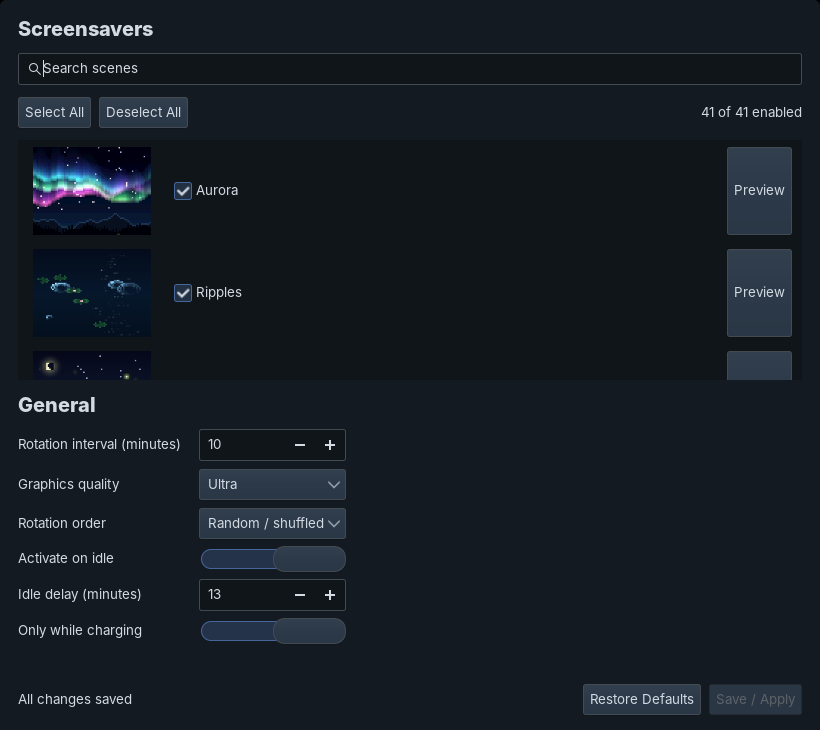 Screensavers
Search scenes
Select All Deselect All 41 of 41 enabled
Aurora Preview
Ripples Preview
General
Rotation interval (minutes) 10
Graphics quality Ultra
Rotation order Random / shuffled
Activate on idle
Idle delay (minutes) 13
Only while charging
All changes saved Restore Defaults Save / Apply